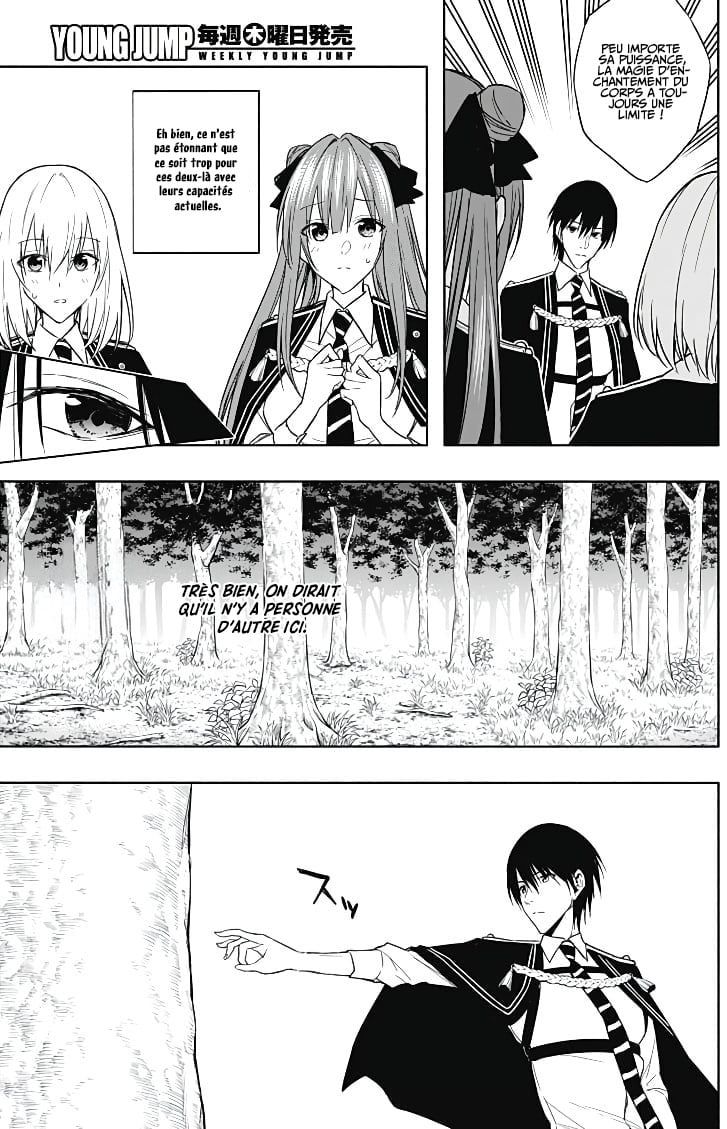 YOUNG JUMP 毎週木曜日発売
WEEKLY YOUNG JUMP
PEU IMPORTE
SA PUISSANCE,
LA MAGIE D'EN-
CHANTEMENT DU
CORPS A TOU-
JOURS UNE
LIMITE !
Eh bien, ce n'est
pas étonnant que
ce soit trop pour
ces deux-là avec
leurs capacités
actuelles.
TRÈS BIEN, ON DIRAIT
QU'IL N'Y A PERSONNE
D'AUTRE ICI.
スッ